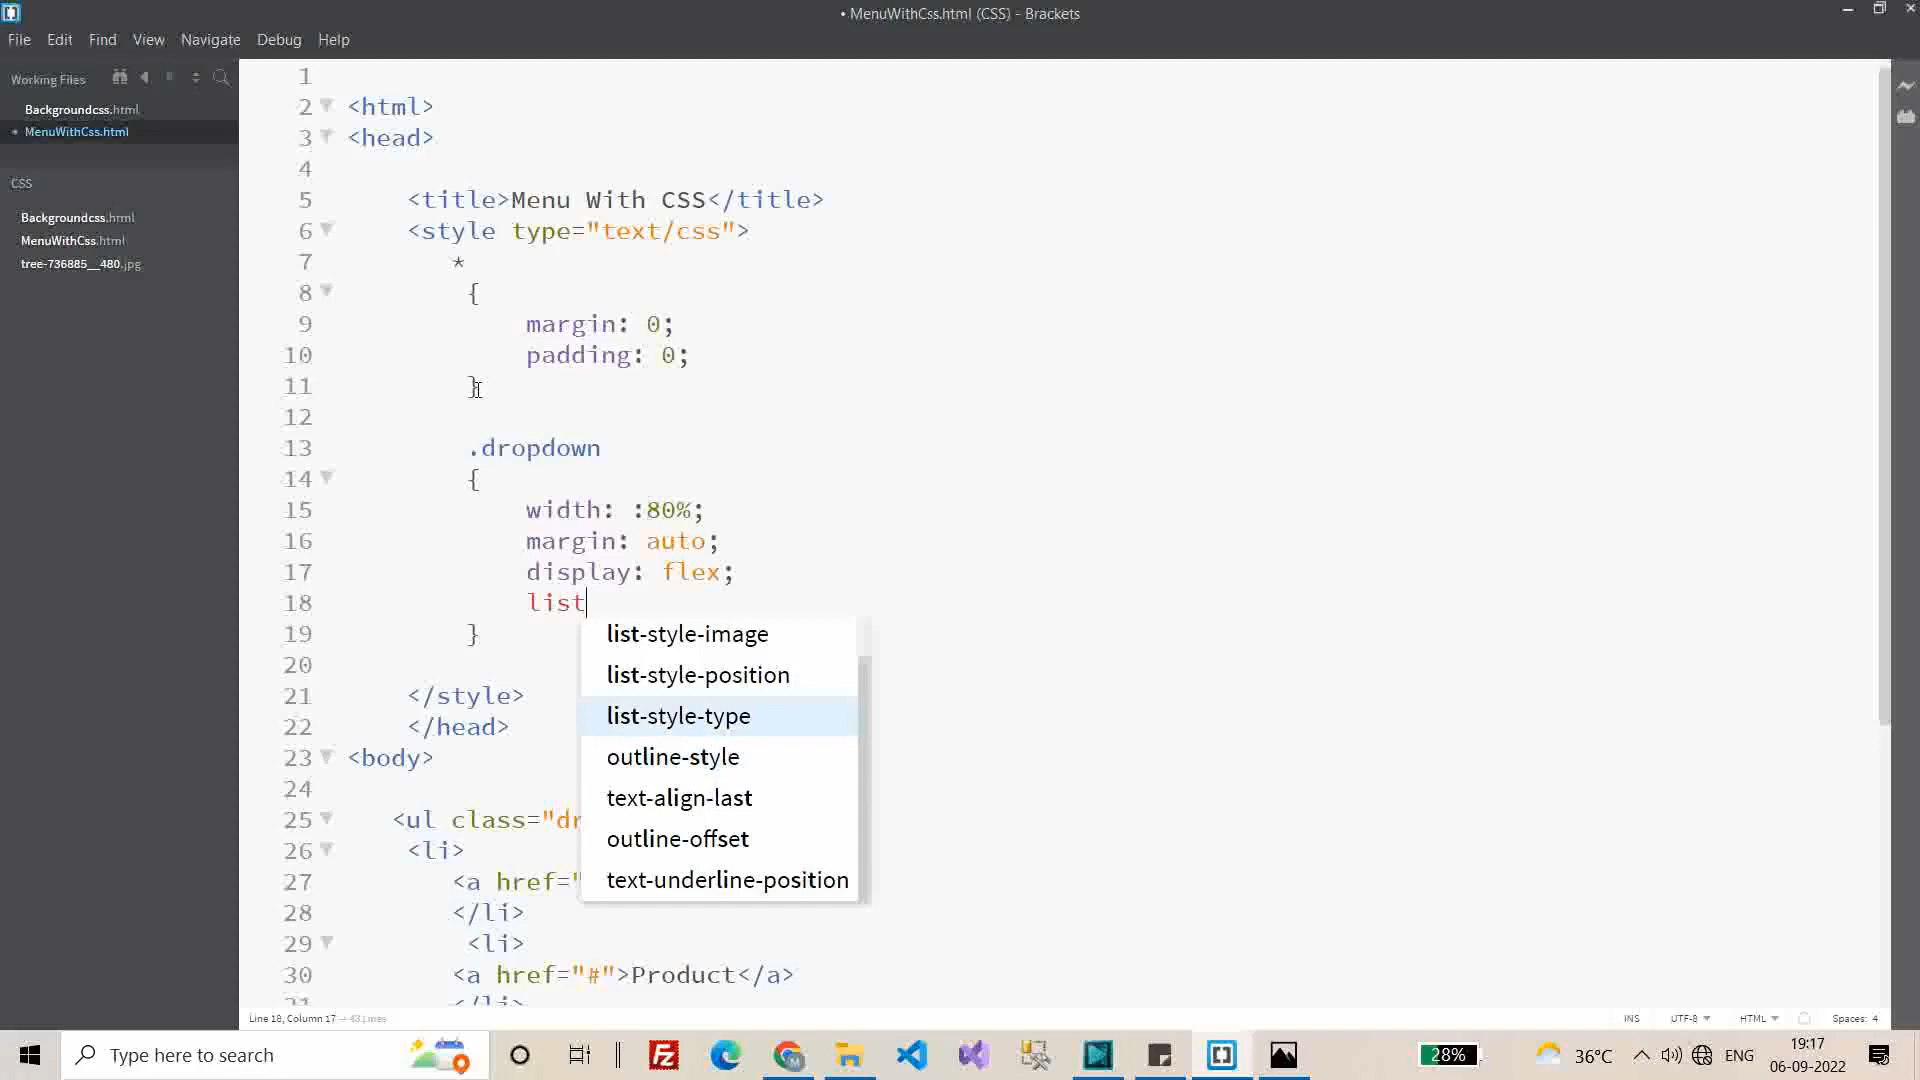 • MenuWithCss.html (CSS) - Brackets
File Edit Find View Navigate Debug Help
Working Files
Backgroundcss.html
• MenuWithCss.html
CSS
Backgroundcss.html
MenuWithCss.html
tree-736885__480.jpg
1
2 <html>
3 <head>
4
5 <title>Menu With CSS</title>
6 <style type="text/css">
7 *
8 {
9 margin: 0;
10 padding: 0;
11 }
12
13 .dropdown
14 {
15 width: :80%;
16 margin: auto;
17 display: flex;
18 list
19 }
20
21 </style>
22 </head>
23 <body>
24
25 <ul class="dr
26 <li>
27 <a href="
28 </li>
29 <li>
30 <a href="#">Product</a>
31 </li>
list-style-image
list-style-position
list-style-type
outline-style
text-align-last
outline-offset
text-underline-position
Line 18, Column 17 — 43 Lines
INS UTF-8 HTML Spaces: 4
Type here to search
28%
36°C
ENG
19:17
06-09-2022